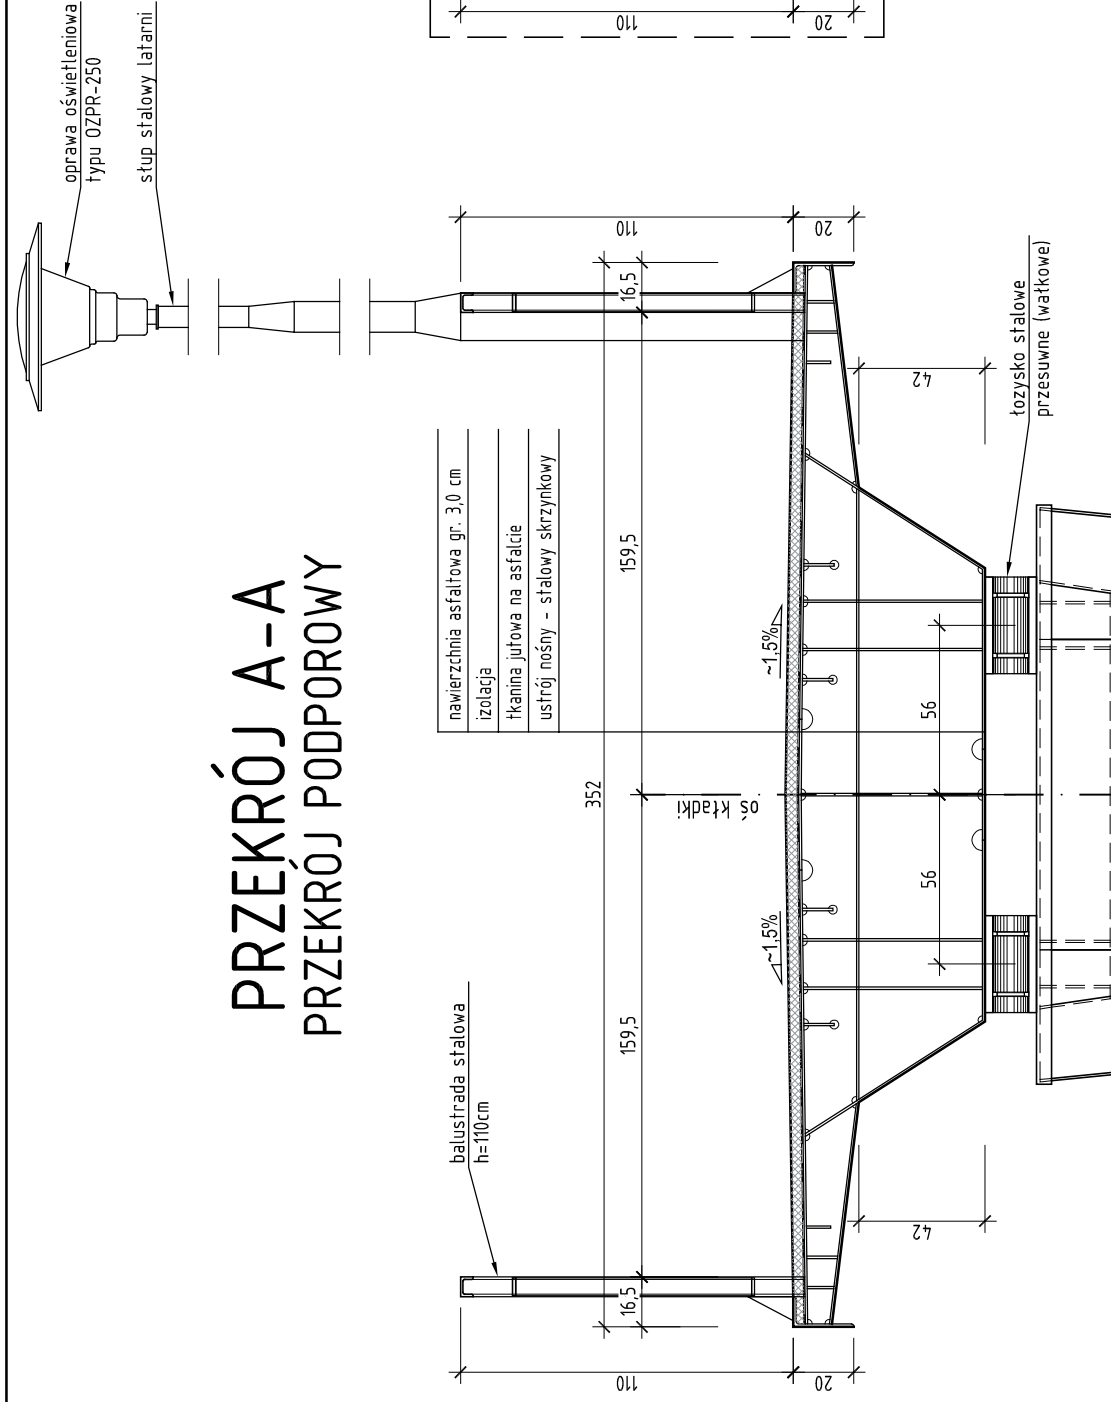 PRZEKRÓJ A-A
PRZEKRÓJ PODPOROWY
oprawa oświetleniowa
typu OZPR-250
słup stalowy latarni
balustrada stalowa
h=110cm
nawierzchnia asfaltowa gr. 3,0 cm
izolacja
tkanina jutowa na asfalcie
ustrój nośny - stalowy skrzynkowy
352
16,5
159,5
159,5
16,5
oś kładki
~1,5%
~1,5%
110
20
110
20
110
20
42
42
56
56
łozysko stalowe
przesuwne (wałkowe)